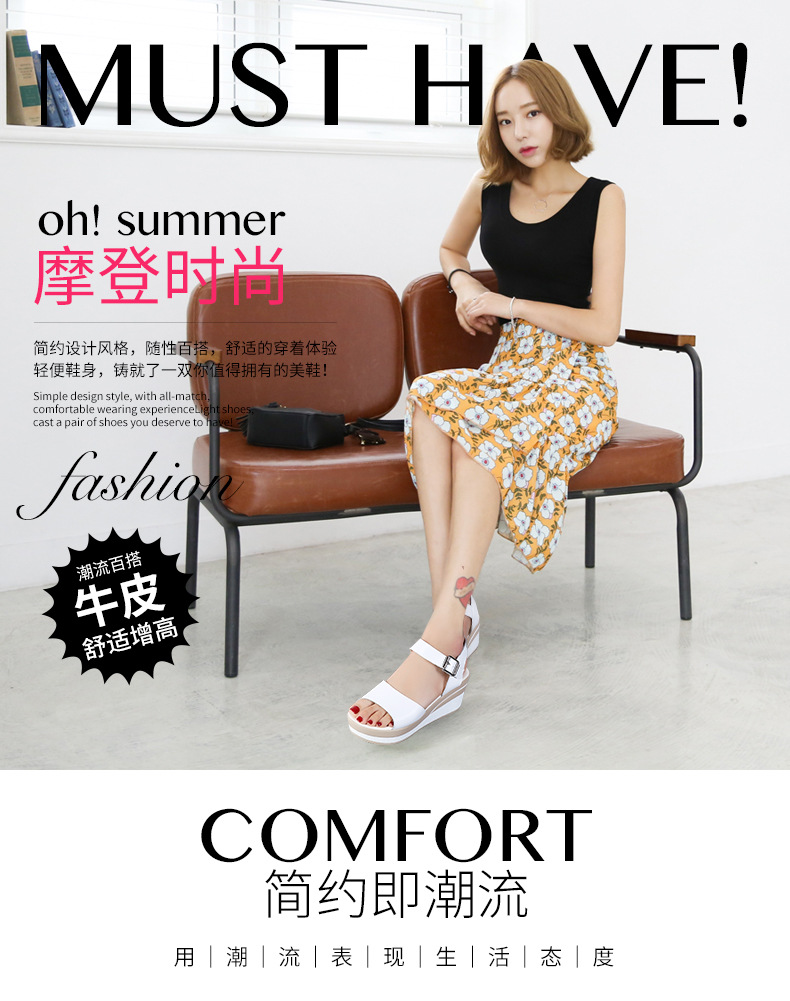 MUST HAVE!
oh! summer
摩登时尚
简约设计风格，随性百搭，舒适的穿着体验
轻便鞋身，铸就了一双你值得拥有的美鞋！
Simple design style, with all-match,
comfortable wearing experienceLight shoes,
cast a pair of shoes you deserve to have!
fashion
潮流百搭
牛皮
舒适增高
COMFORT
简约即潮流
用|潮|流|表|现|生|活|态|度